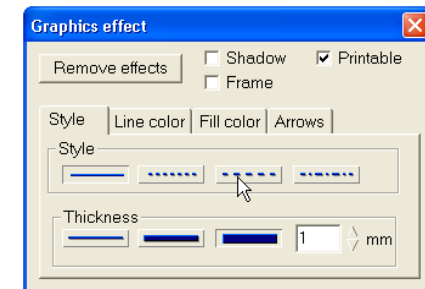 Graphics effect
Remove effects
Shadow
Printable
Frame
Style
Line color
Fill color
Arrows
Style
Thickness
1
mm